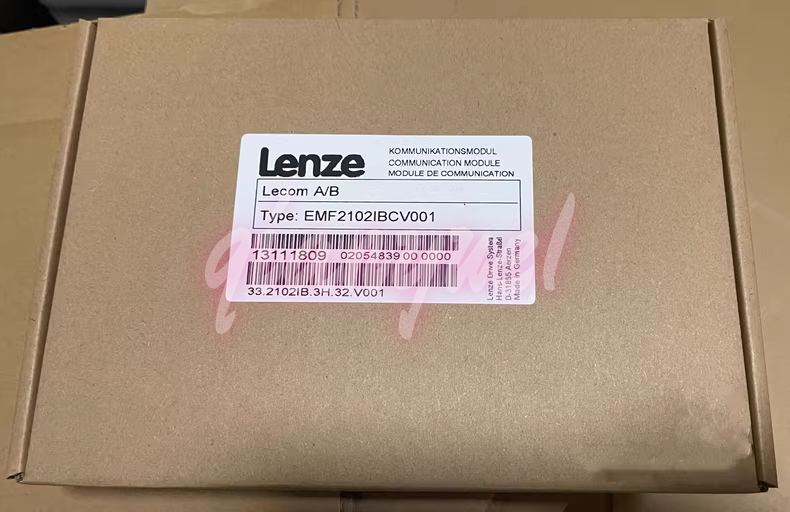 Lenze
KOMMUNIKATIONSMODUL
COMMUNICATION MODULE
MODULE DE COMMUNICATION
Lecom A/B
Type: EMF2102IBCV001
13111809 02054839 00 0000
33.2102IB.3H.32.V001
Lenze Drive Systes
Hans-Lenze-Straße
D-31855 Aerzen
Made in Germany